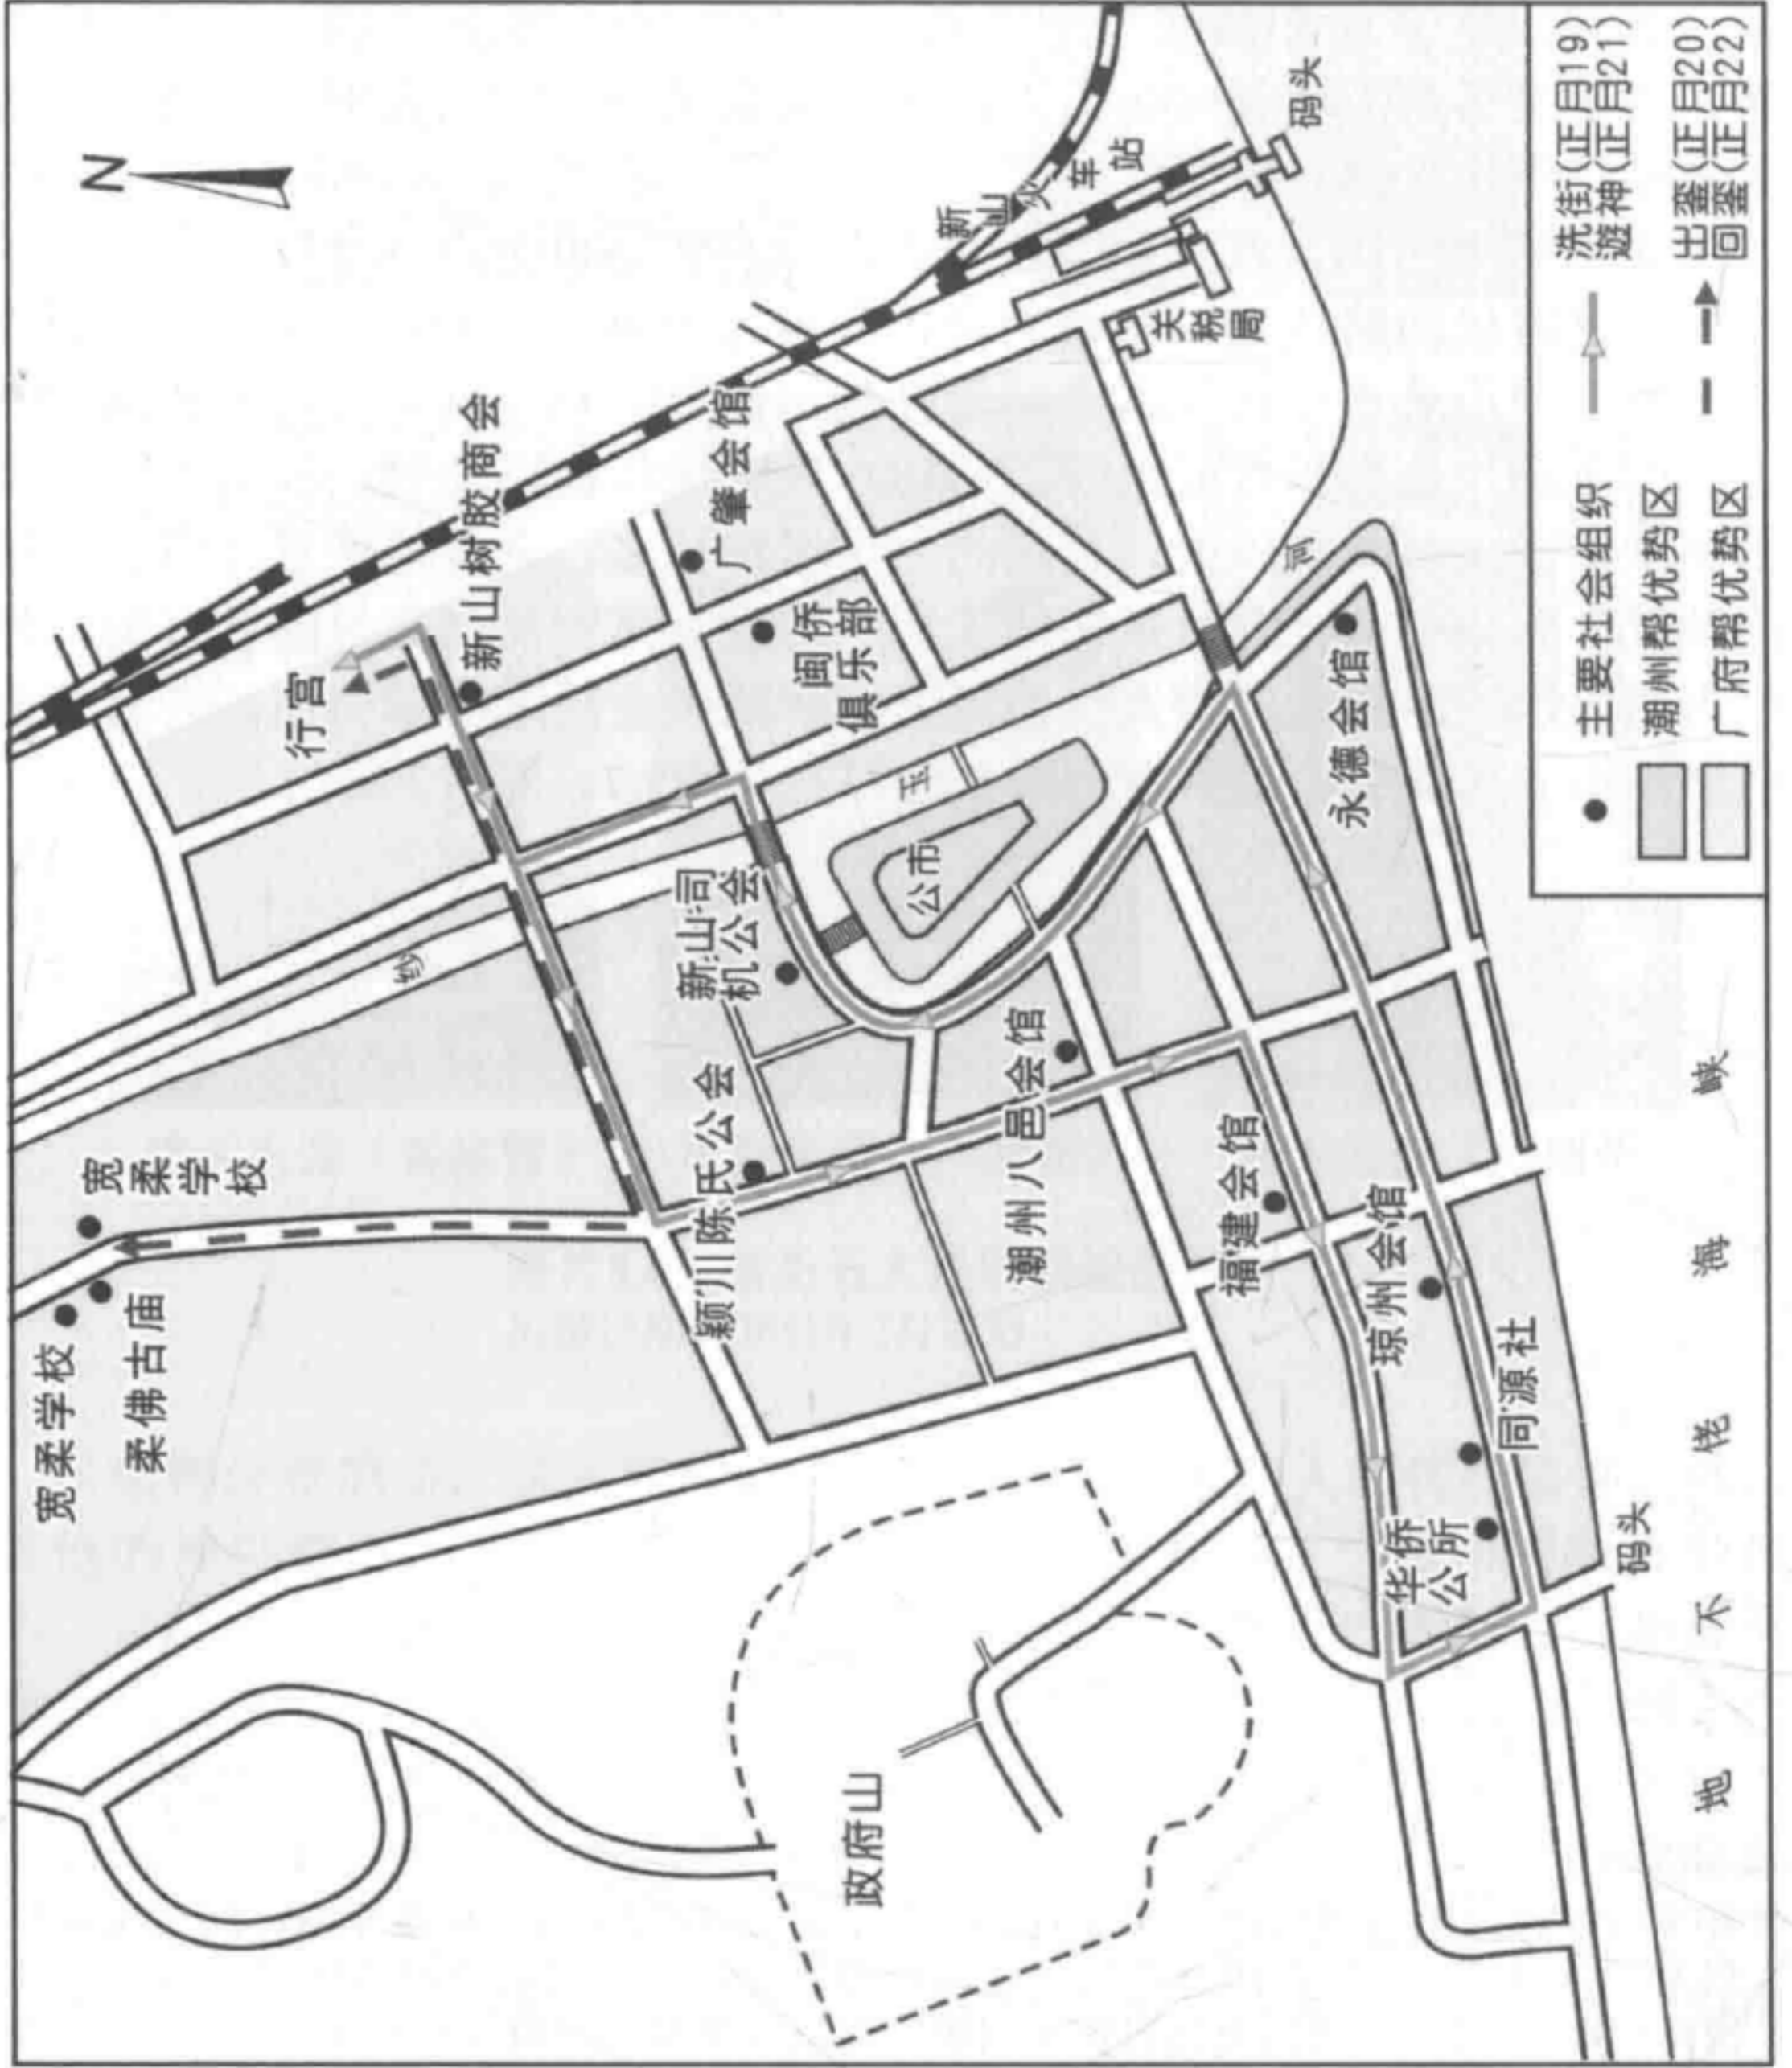 N
宽柔学校
宽柔学校
柔佛古庙
行宫
新山树胶商会
广肇会馆
闽侨
俱乐部
新山火车站
码头
关税局
纱
玉
河
公市
新山司
机公会
颖川陈氏公会
潮州八邑会馆
福建会馆
琼州会馆
同源社
华侨
公所
永德会馆
政府山
码头
地不佬海峡
主要社会组织
潮州帮优势区
广府帮优势区
洗街(正月19)
遊神(正月21)
出銮(正月20)
回銮(正月22)